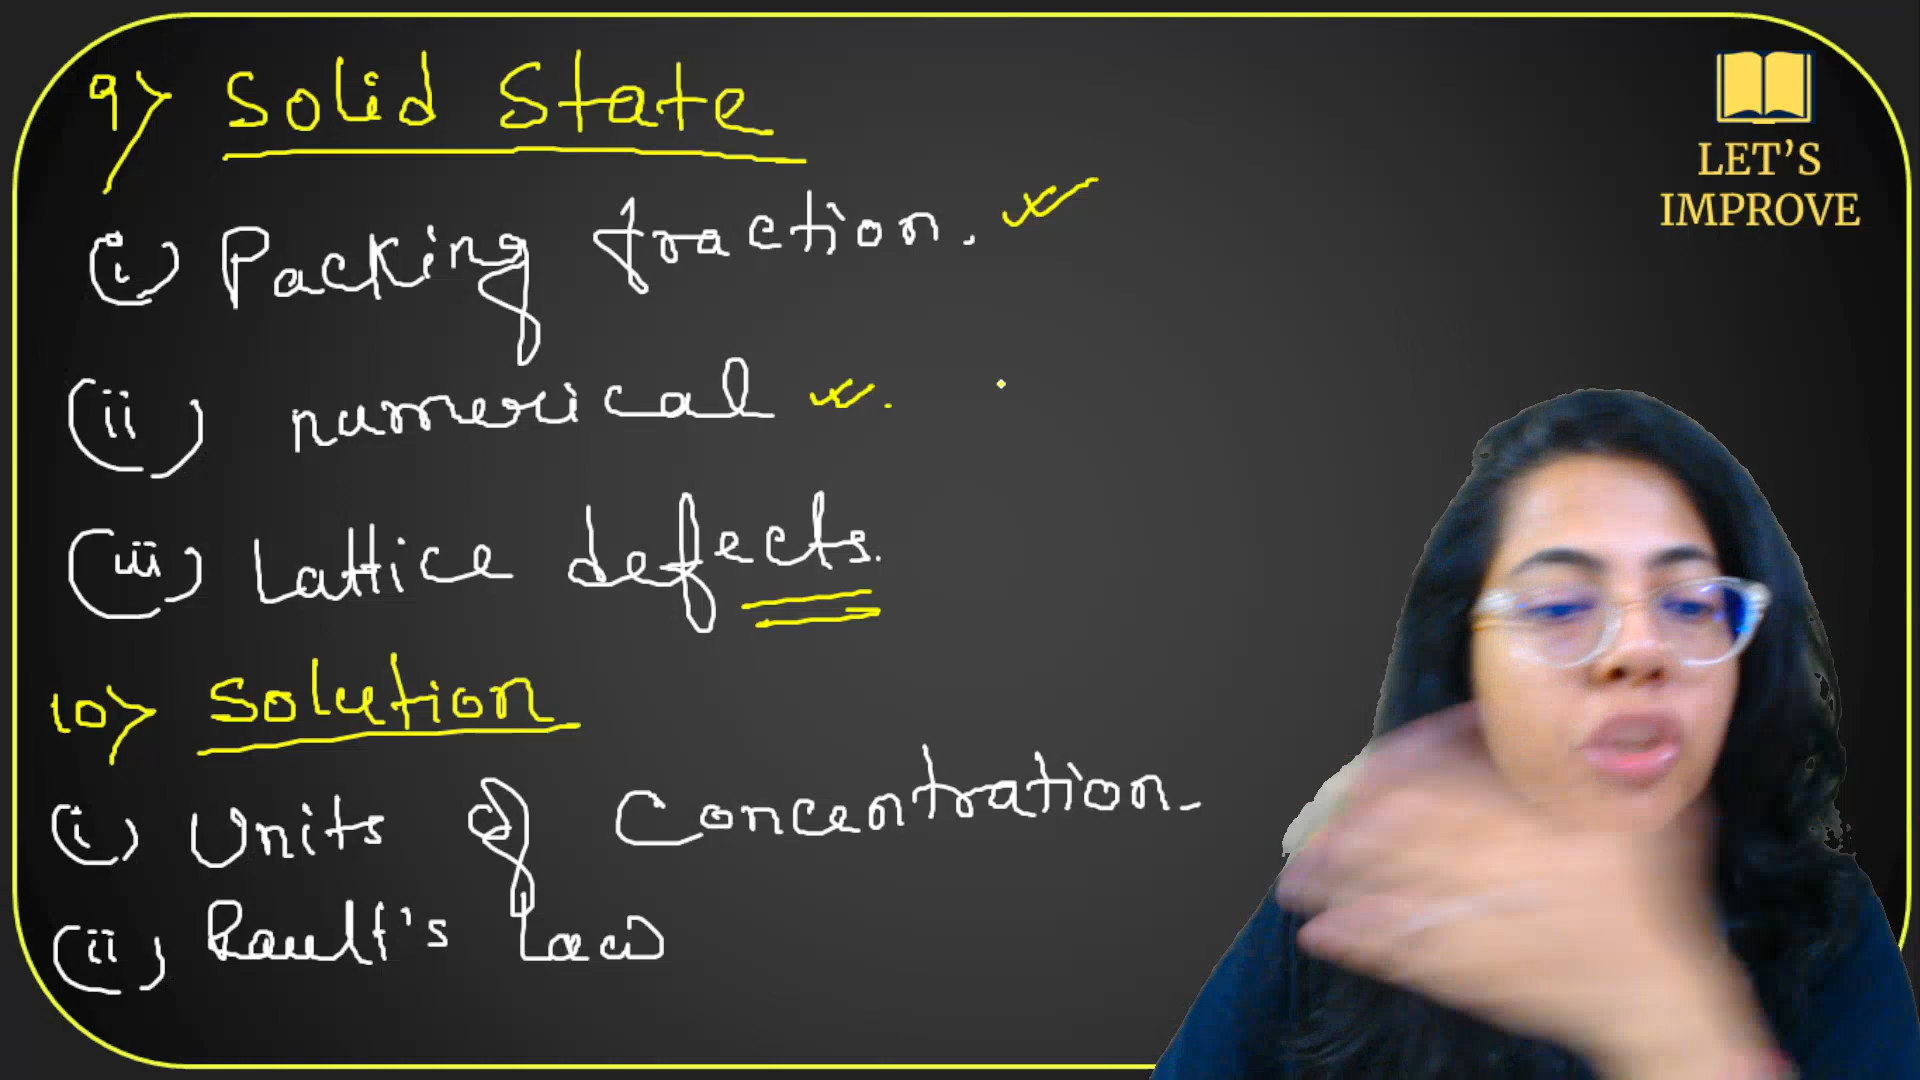 9> Solid State
(i) Packing fraction.
(ii) numerical
(iii) Lattice defects.
10> Solution
(i) Units of Concentration.
(ii) Rault's Law
LET'S
IMPROVE